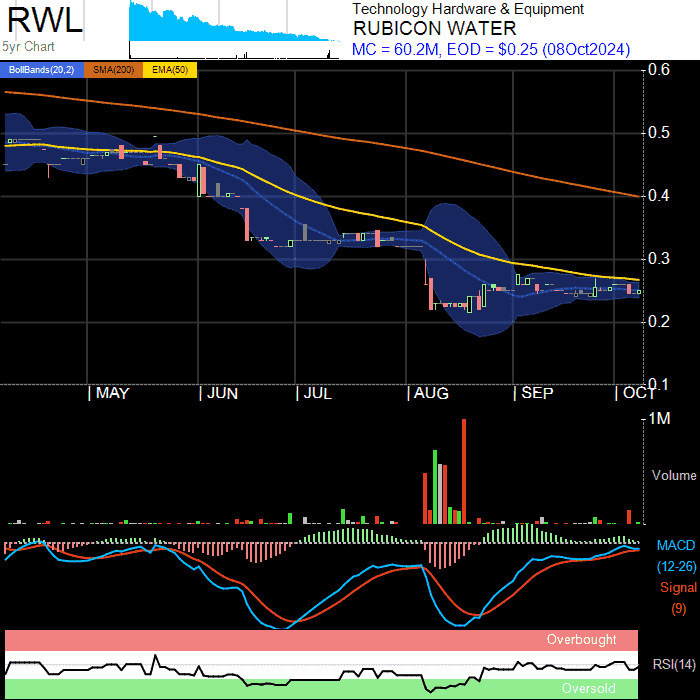 RWL
5yr Chart
Technology Hardware & Equipment
RUBICON WATER
MC = 60.2M, EOD = $0.25 (08Oct2024)
BollBands(20,2) SMA(200) EMA(50)
0.6
0.5
0.4
0.3
0.2
0.1
MAY JUN JUL AUG SEP OCT
1M
Volume
MACD
(12-26)
Signal
(9)
Overbought
RSI(14)
Oversold